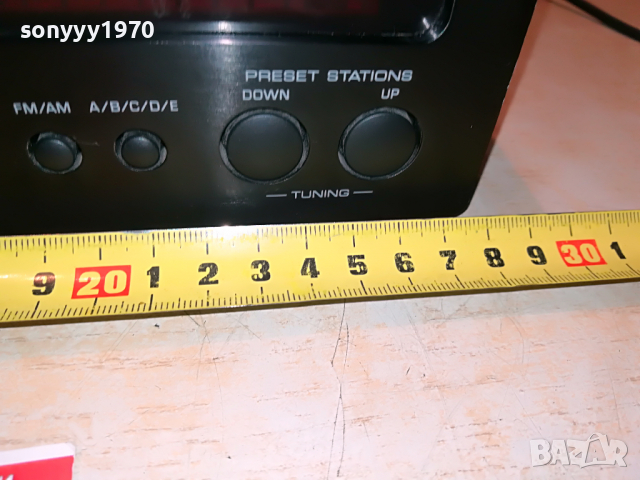 sonyyy1970
PRESET STATIONS
DOWN UP
FM/AM A/B/C/D/E
TUNING
9 20 1 2 3 4 5 6 7 8 9 30 1
BAZAR